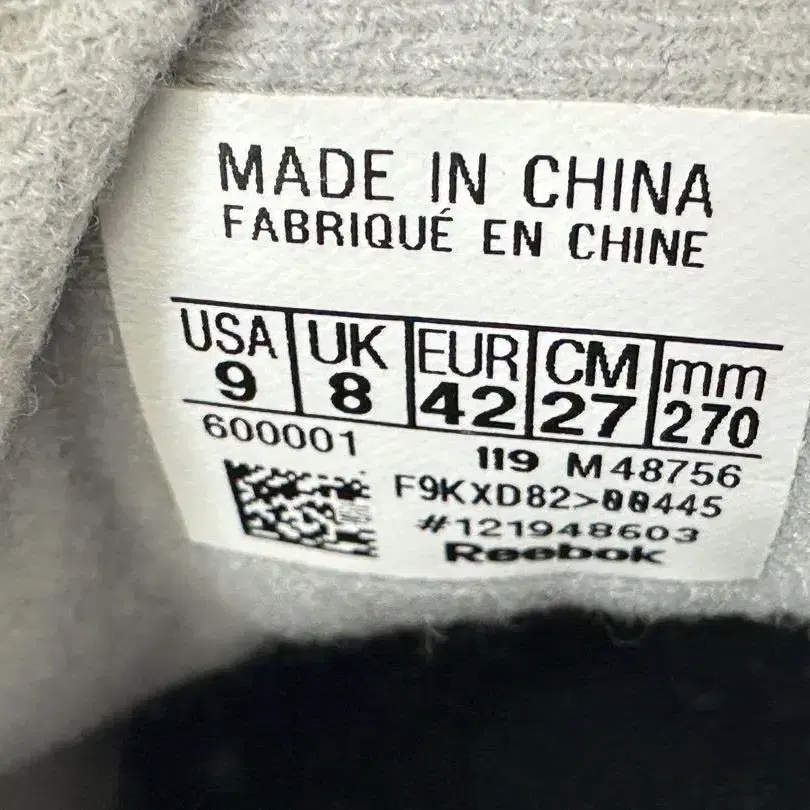 MADE IN CHINA
FABRIQUÉ EN CHINE
USA UK EUR CM mm
9 8 42 27 270
600001 119 M48756
F9KXD82>00445
#121948603
Reebok